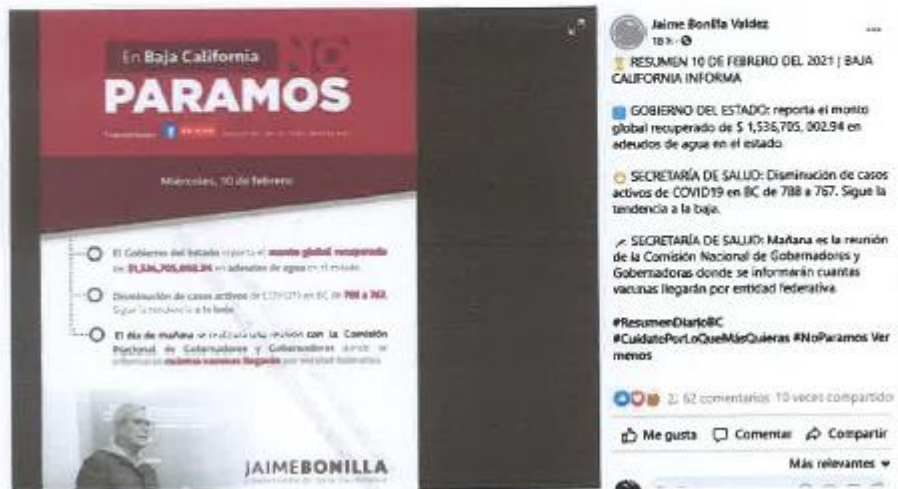 En Baja California NO
PARAMOS
Miércoles, 10 de febrero
El Gobierno del Estado reporta el monto global recuperado
de $1,536,705,002.94 en adeudos de agua en el estado.
Disminución de casos activos de COVID19 en BC de 788 a 767.
Sigue la tendencia a la baja.
El día de mañana se realizará una reunión con la Comisión
Nacional de Gobernadores y Gobernadoras donde se
informará cuántas vacunas llegarán por entidad federativa.
JAIMEBONILLA
Jaime Bonilla Valdez
18 h
RESUMEN 10 DE FEBRERO DEL 2021 | BAJA
CALIFORNIA INFORMA
GOBIERNO DEL ESTADO: reporta el monto
global recuperado de $ 1,536,705, 002.94 en
adeudos de agua en el estado.
SECRETARÍA DE SALUD: Disminución de casos
activos de COVID19 en BC de 788 a 767. Sigue la
tendencia a la baja.
SECRETARÍA DE SALUD: Mañana es la reunión
de la Comisión Nacional de Gobernadores y
Gobernadoras donde se informarán cuantas
vacunas llegarán por entidad federativa.
#ResumenDiarioBC
#CuidatePorLoQueMásQuieras #NoParamos Ver
menos
62 comentarios 19 veces compartido
Me gusta Comentar Compartir
Más relevantes